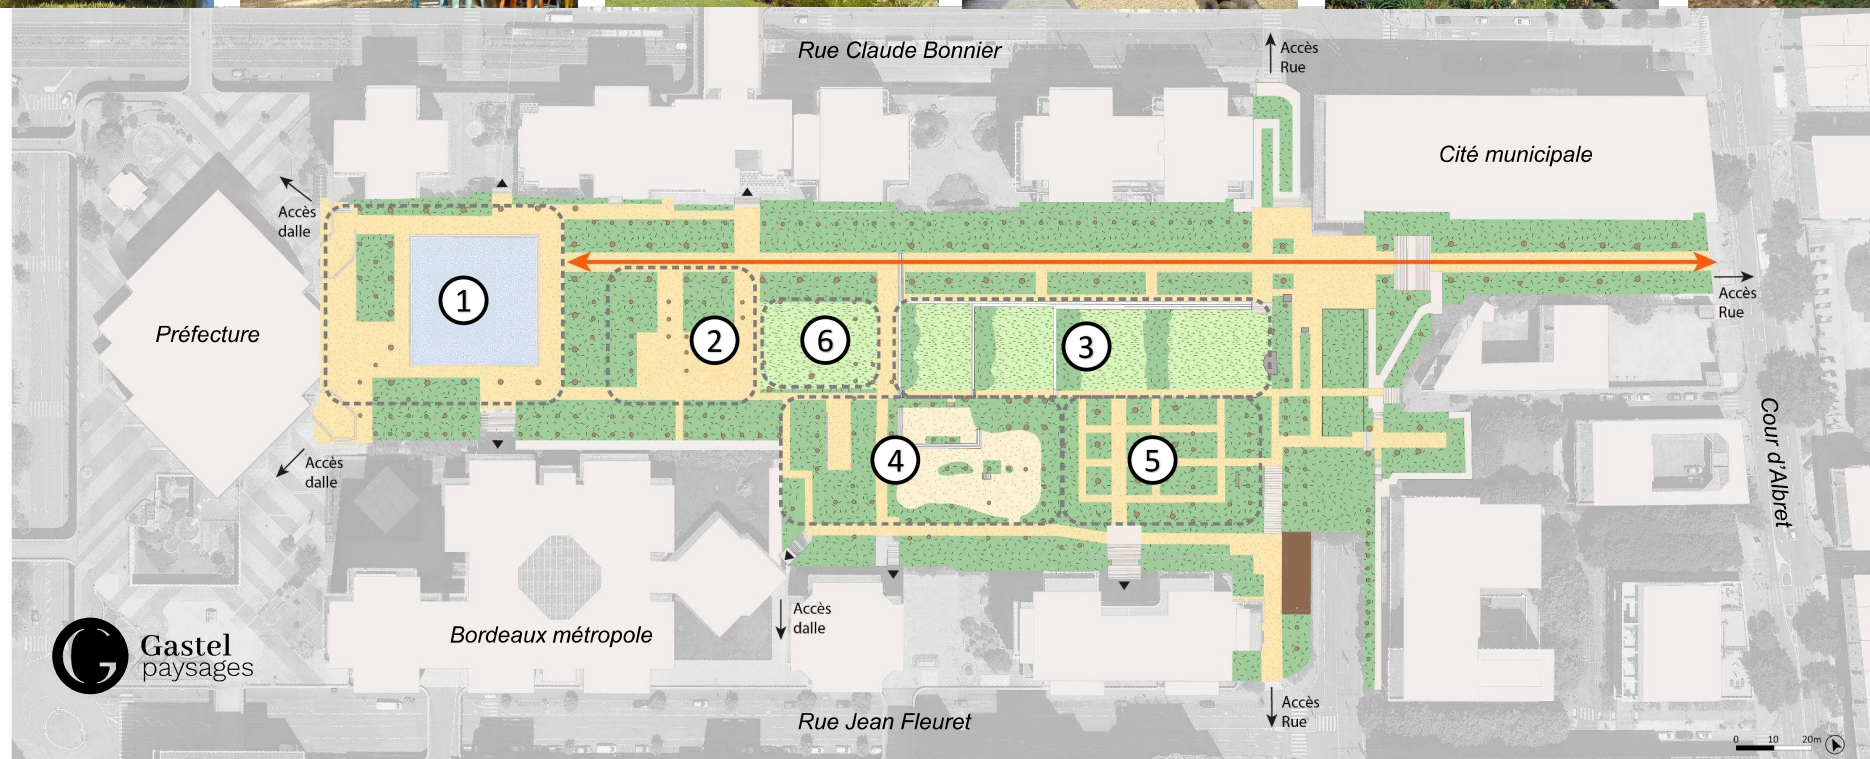 Rue Claude Bonnier
Accès
Rue
Cité municipale
Accès
dalle
Préfecture
1
2
6
3
Accès
Rue
4
5
Cour d'Albret
Accès
dalle
Accès
dalle
Bordeaux métropole
G
Gastel
paysages
Rue Jean Fleuret
Accès
Rue
0 10 20m